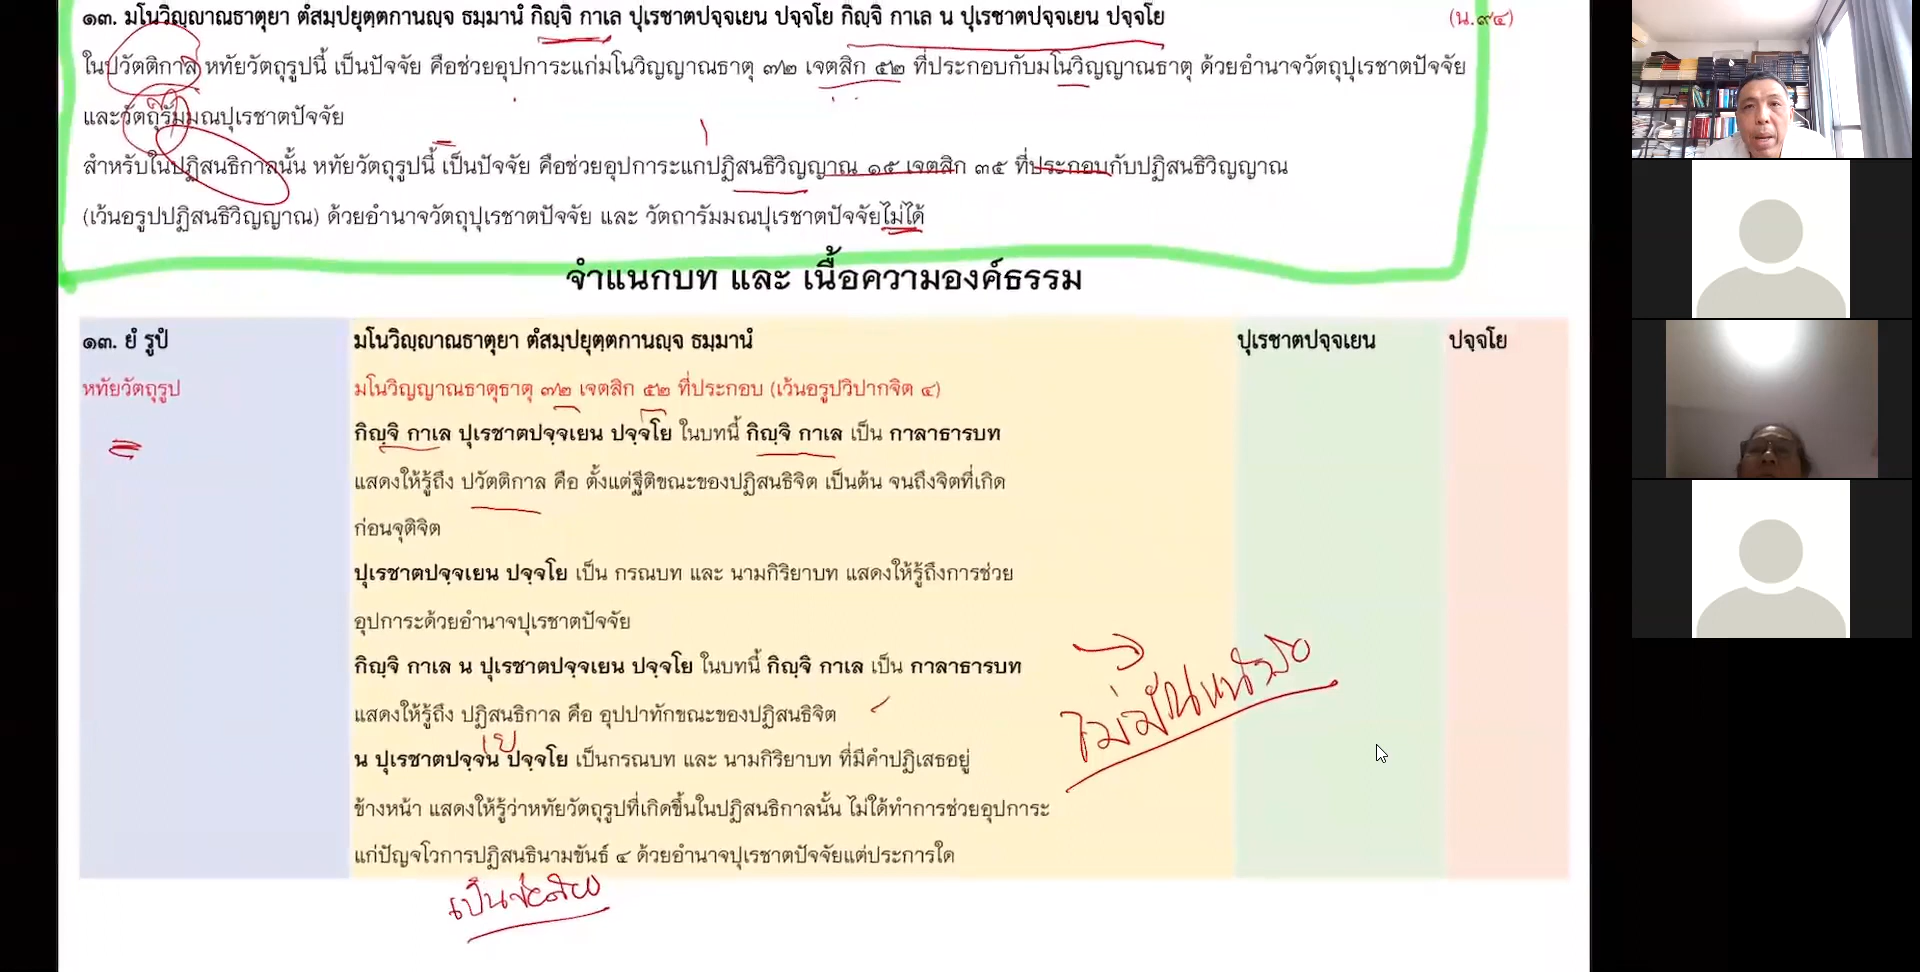 ๑๓. มโนวิญฺญาณธาตุยา ตํสมฺปยุตฺตกานญฺจ ธมฺมานํ กิญฺจิ กาเล ปุเรชาตปจฺจเยน ปจฺจโย กิญฺจิ กาเล น ปุเรชาตปจฺจเยน ปจฺจโย (น.๙๔)
ในปวัตติกาล หทัยวัตถุรูปนี้ เป็นปัจจัย คือช่วยอุปการะแก่มโนวิญญาณธาตุ ๗๒ เจตสิก ๕๒ ที่ประกอบกับมโนวิญญาณธาตุ ด้วยอำนาจวัตถุปุเรชาตปัจจัย
และวัตถุรัมมณปุเรชาตปัจจัย
สำหรับในปฏิสนธิกาลนั้น หทัยวัตถุรูปนี้ เป็นปัจจัย คือช่วยอุปการะแก่ปฏิสนธิวิญญาณ ๑๕ เจตสิก ๓๕ ที่ประกอบกับปฏิสนธิวิญญาณ
(เว้นอรูปปฏิสนธิวิญญาณ) ด้วยอำนาจวัตถุปุเรชาตปัจจัย และ วัตถารัมมณปุเรชาตปัจจัยไม่ได้
จำแนกบท และ เนื้อความองค์ธรรม
๑๓. ยํ รูปํ มโนวิญฺญาณธาตุยา ตํสมฺปยุตฺตกานญฺจ ธมฺมานํ ปุเรชาตปจฺจเยน ปจฺจโย
หทัยวัตถุรูป มโนวิญญาณธาตุธาตุ ๗๒ เจตสิก ๕๒ ที่ประกอบ (เว้นอรูปวิปากจิต ๔)
กิญฺจิ กาเล ปุเรชาตปจฺจเยน ปจฺจโย ในบทนี้ กิญฺจิ กาเล เป็น กาลาธารบท
แสดงให้รู้ถึง ปวัตติกาล คือ ตั้งแต่ฐีติขณะของปฏิสนธิจิต เป็นต้น จนถึงจิตที่เกิด
ก่อนจุติจิต
ปุเรชาตปจฺจเยน ปจฺจโย เป็น กรณบท และ นามกิริยาบท แสดงให้รู้ถึงการช่วย
อุปการะด้วยอำนาจปุเรชาตปัจจัย
กิญฺจิ กาเล น ปุเรชาตปจฺจเยน ปจฺจโย ในบทนี้ กิญฺจิ กาเล เป็น กาลาธารบท
แสดงให้รู้ถึง ปฏิสนธิกาล คือ อุปปาทักขณะของปฏิสนธิจิต
น ปุเรชาตปจฺจน ปจฺจโย เป็นกรณบท และ นามกิริยาบท ที่มีคำปฏิเสธอยู่
ข้างหน้า แสดงให้รู้ว่าหทัยวัตถุรูปที่เกิดขึ้นในปฏิสนธิกาลนั้น ไม่ได้ทำการช่วยอุปการะ
แก่ปัญจโวการปฏิสนธินามขันธ์ ๔ ด้วยอำนาจปุเรชาตปัจจัยแต่ประการใด